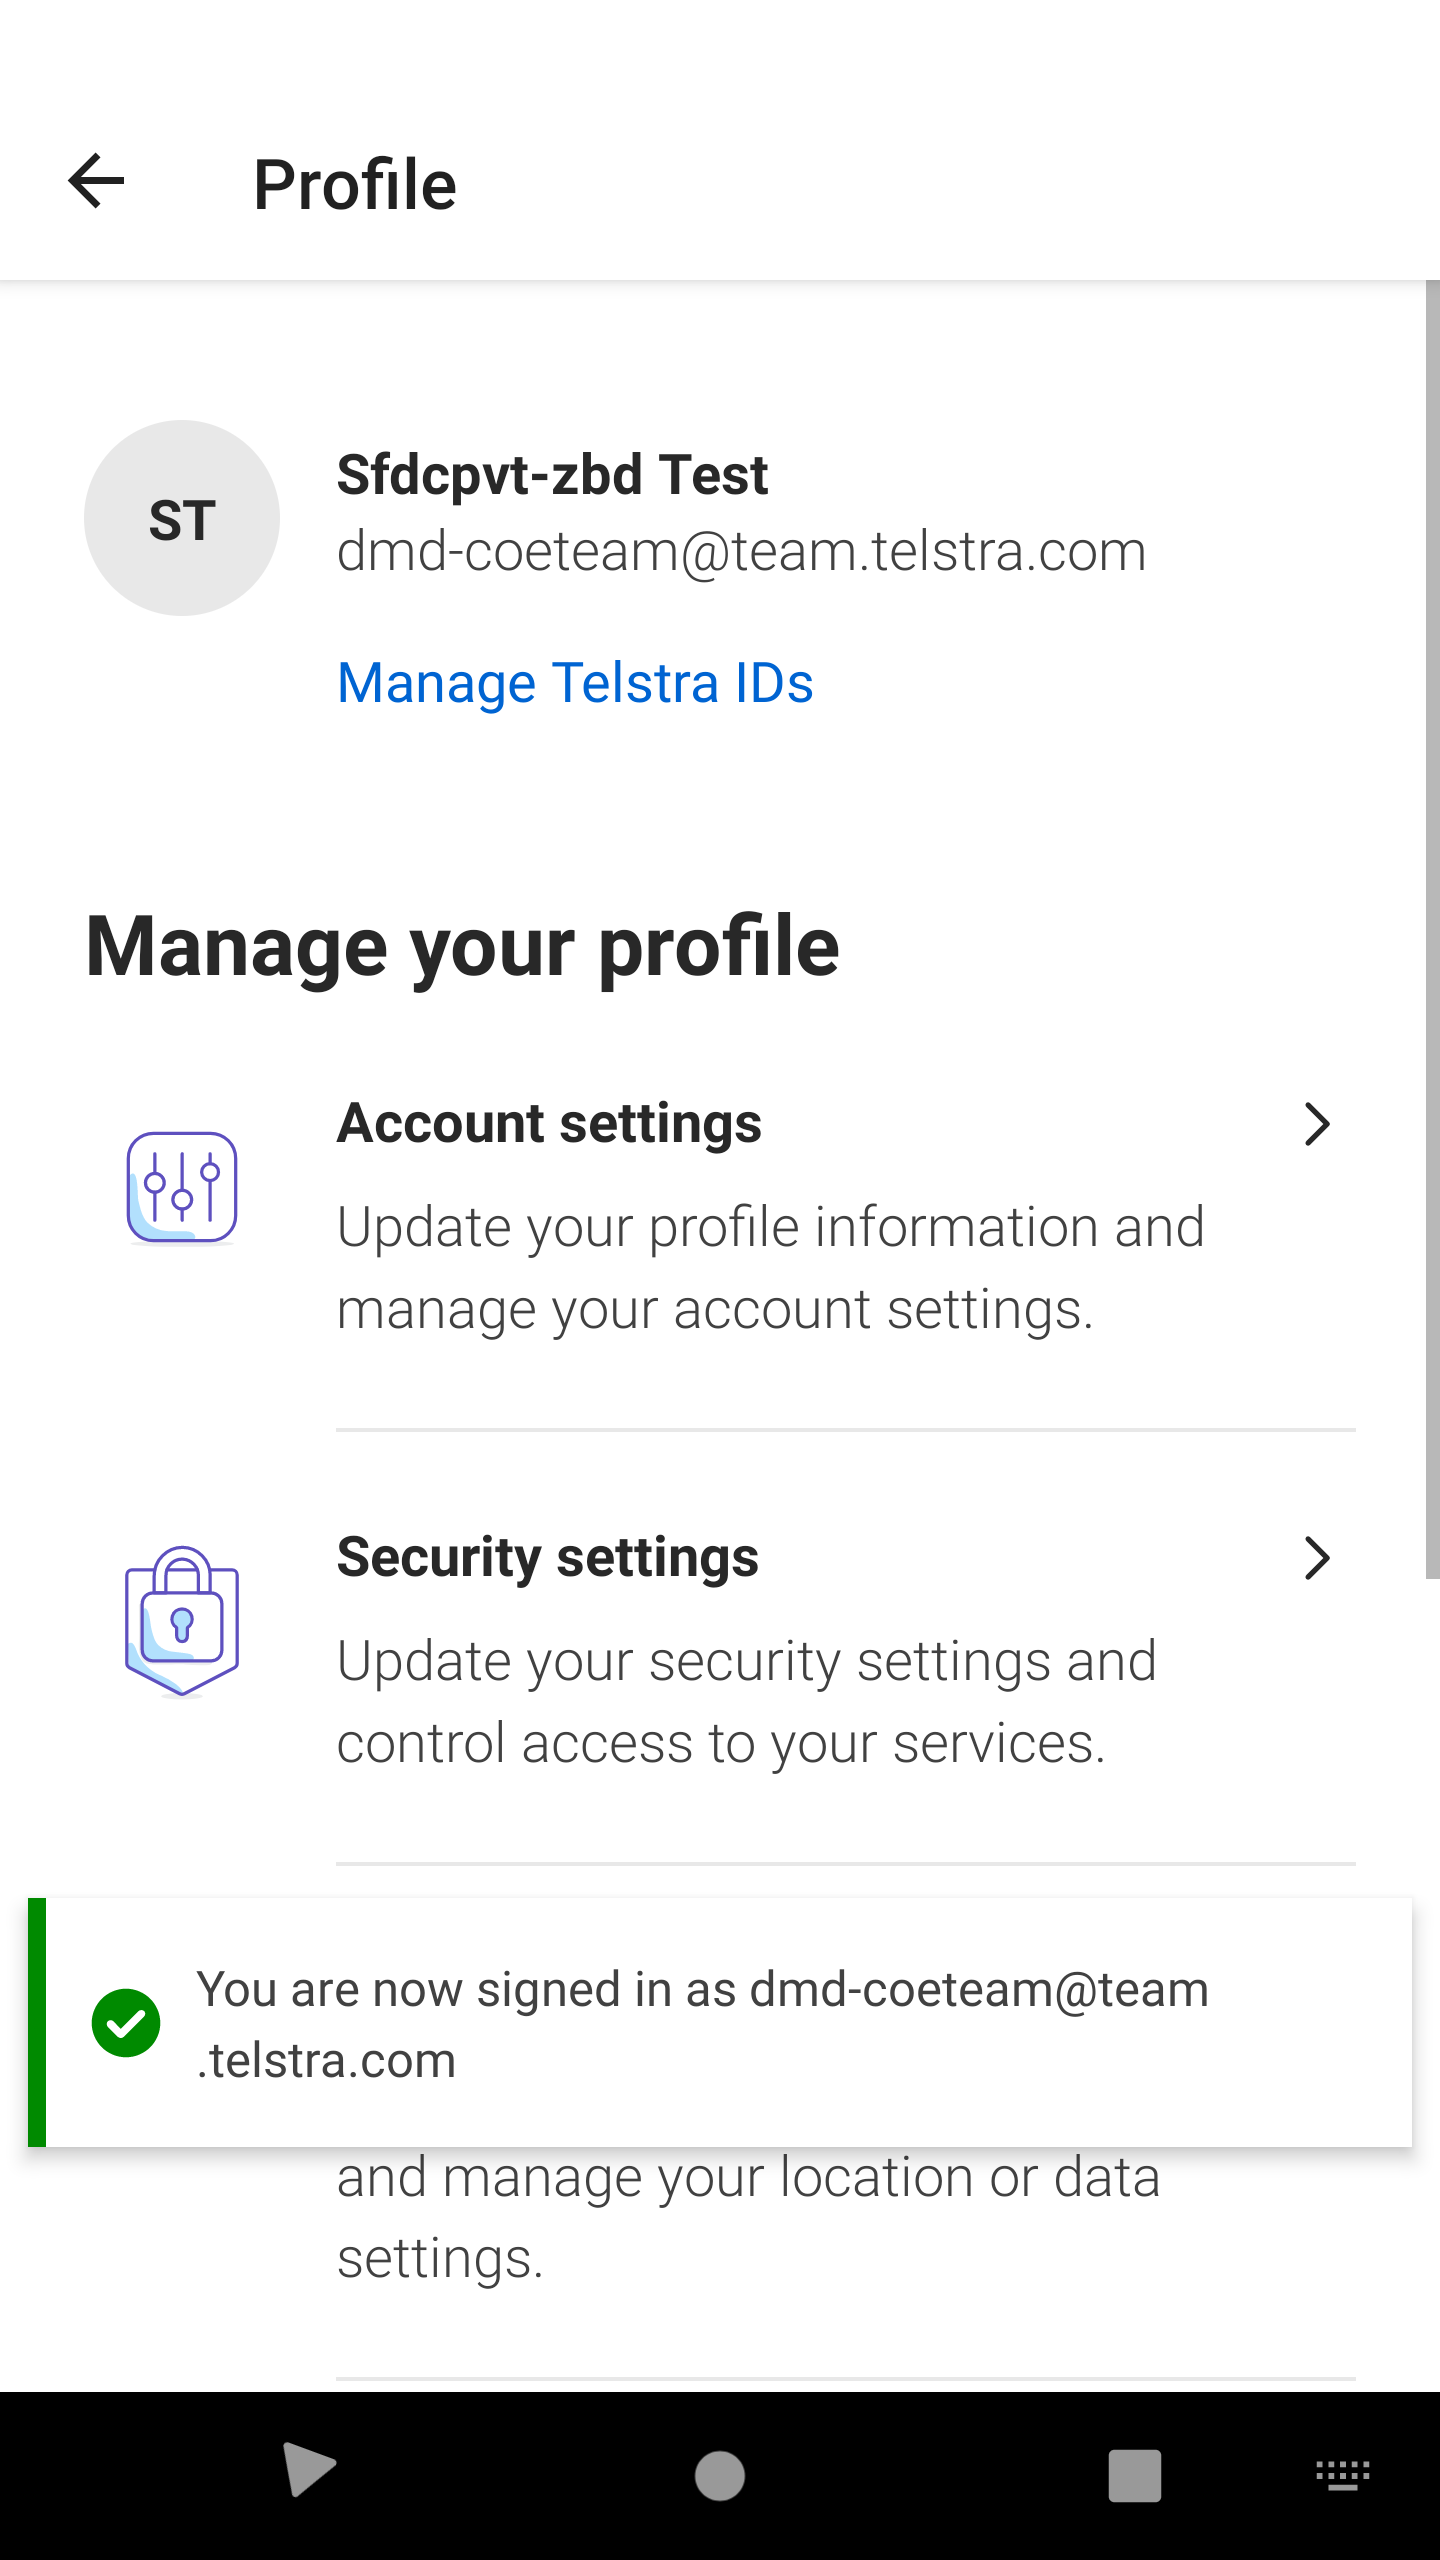 Profile
ST
Sfdcpvt-zbd Test
dmd-coeteam@team.telstra.com
Manage Telstra IDs
Manage your profile
Account settings
Update your profile information and
manage your account settings.
Security settings
Update your security settings and
control access to your services.
You are now signed in as dmd-coeteam@team
.telstra.com
and manage your location or data
settings.